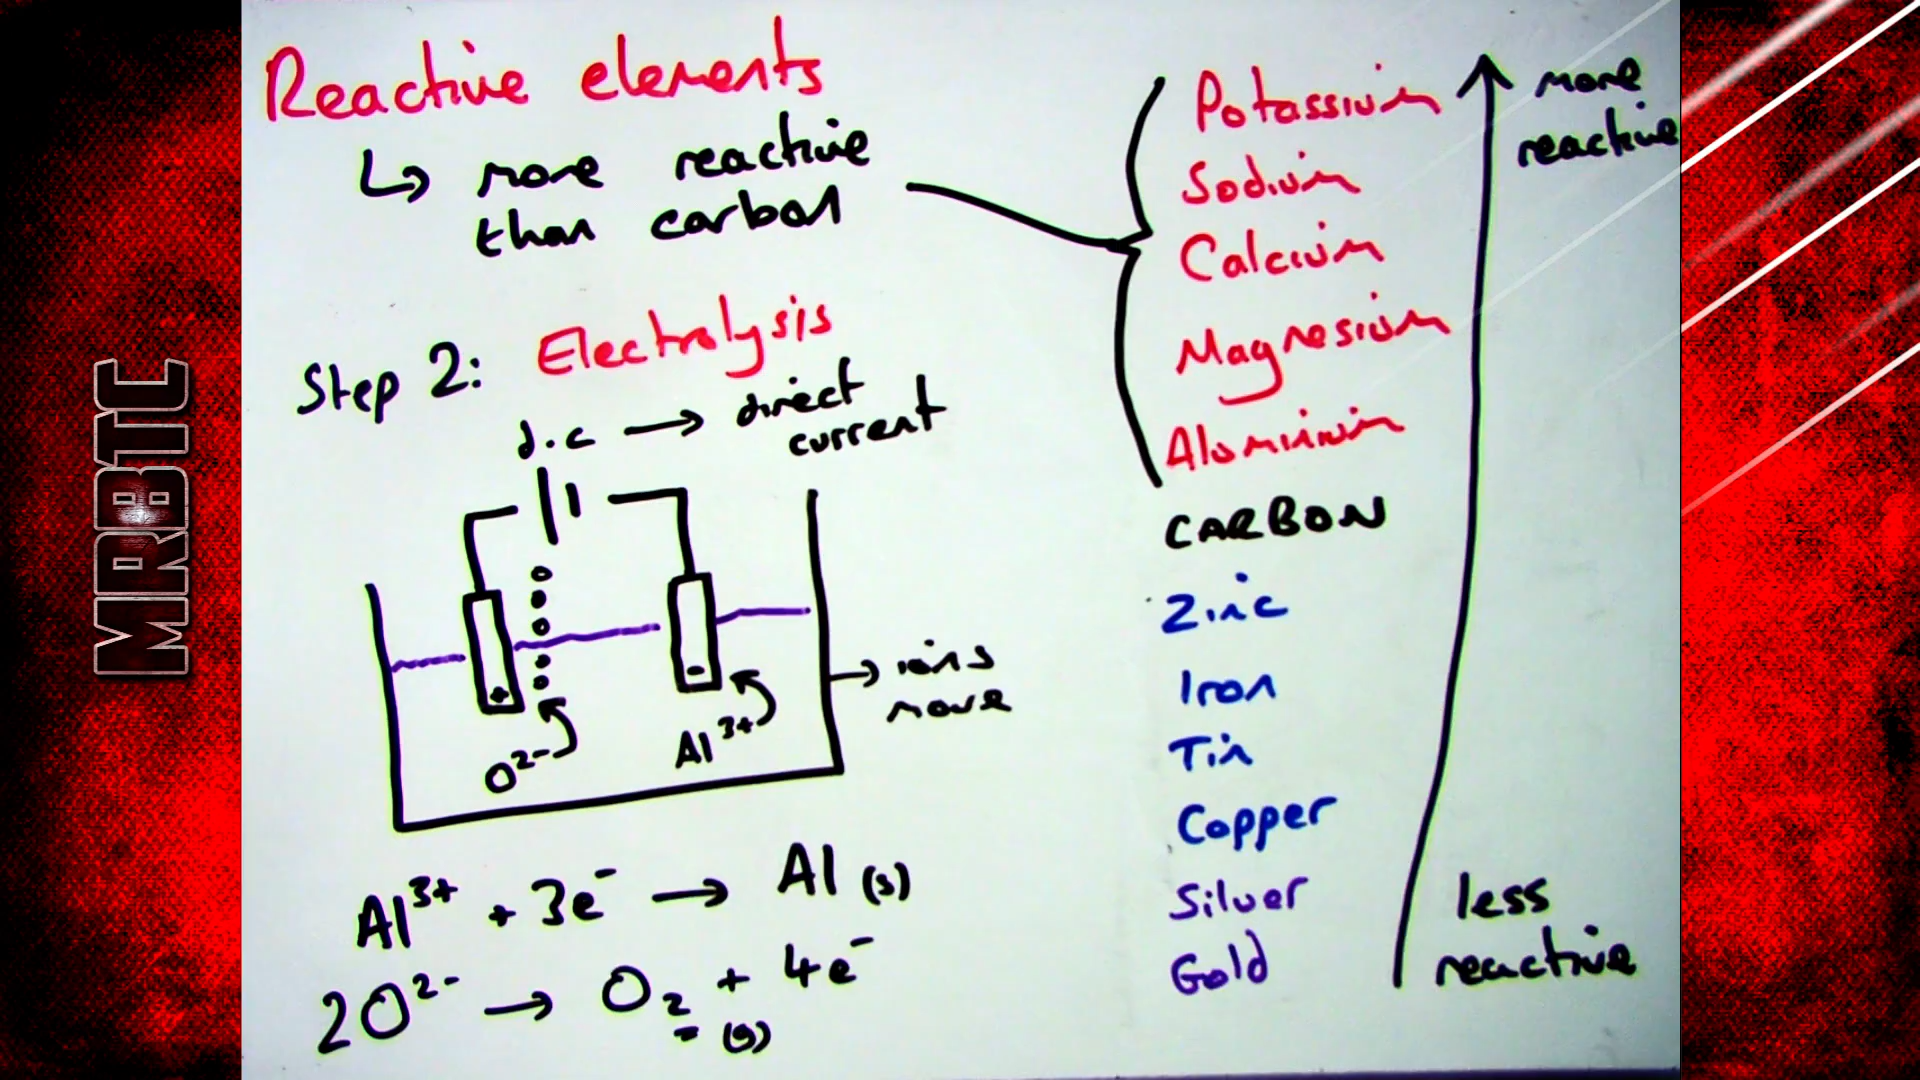 MRBTC
Reactive elements
↳ more reactive
than carbon
Step 2: Electrolysis
d.c → direct
current
+
-
O²⁻
Al³⁺
→ ions
move
Al³⁺ + 3e⁻ → Al (s)
2O²⁻ → O₂ (g) + 4e⁻
Potassium
Sodium
Calcium
Magnesium
Aluminium
CARBON
Zinc
Iron
Tin
Copper
Silver
Gold
more
reactive
less
reactive